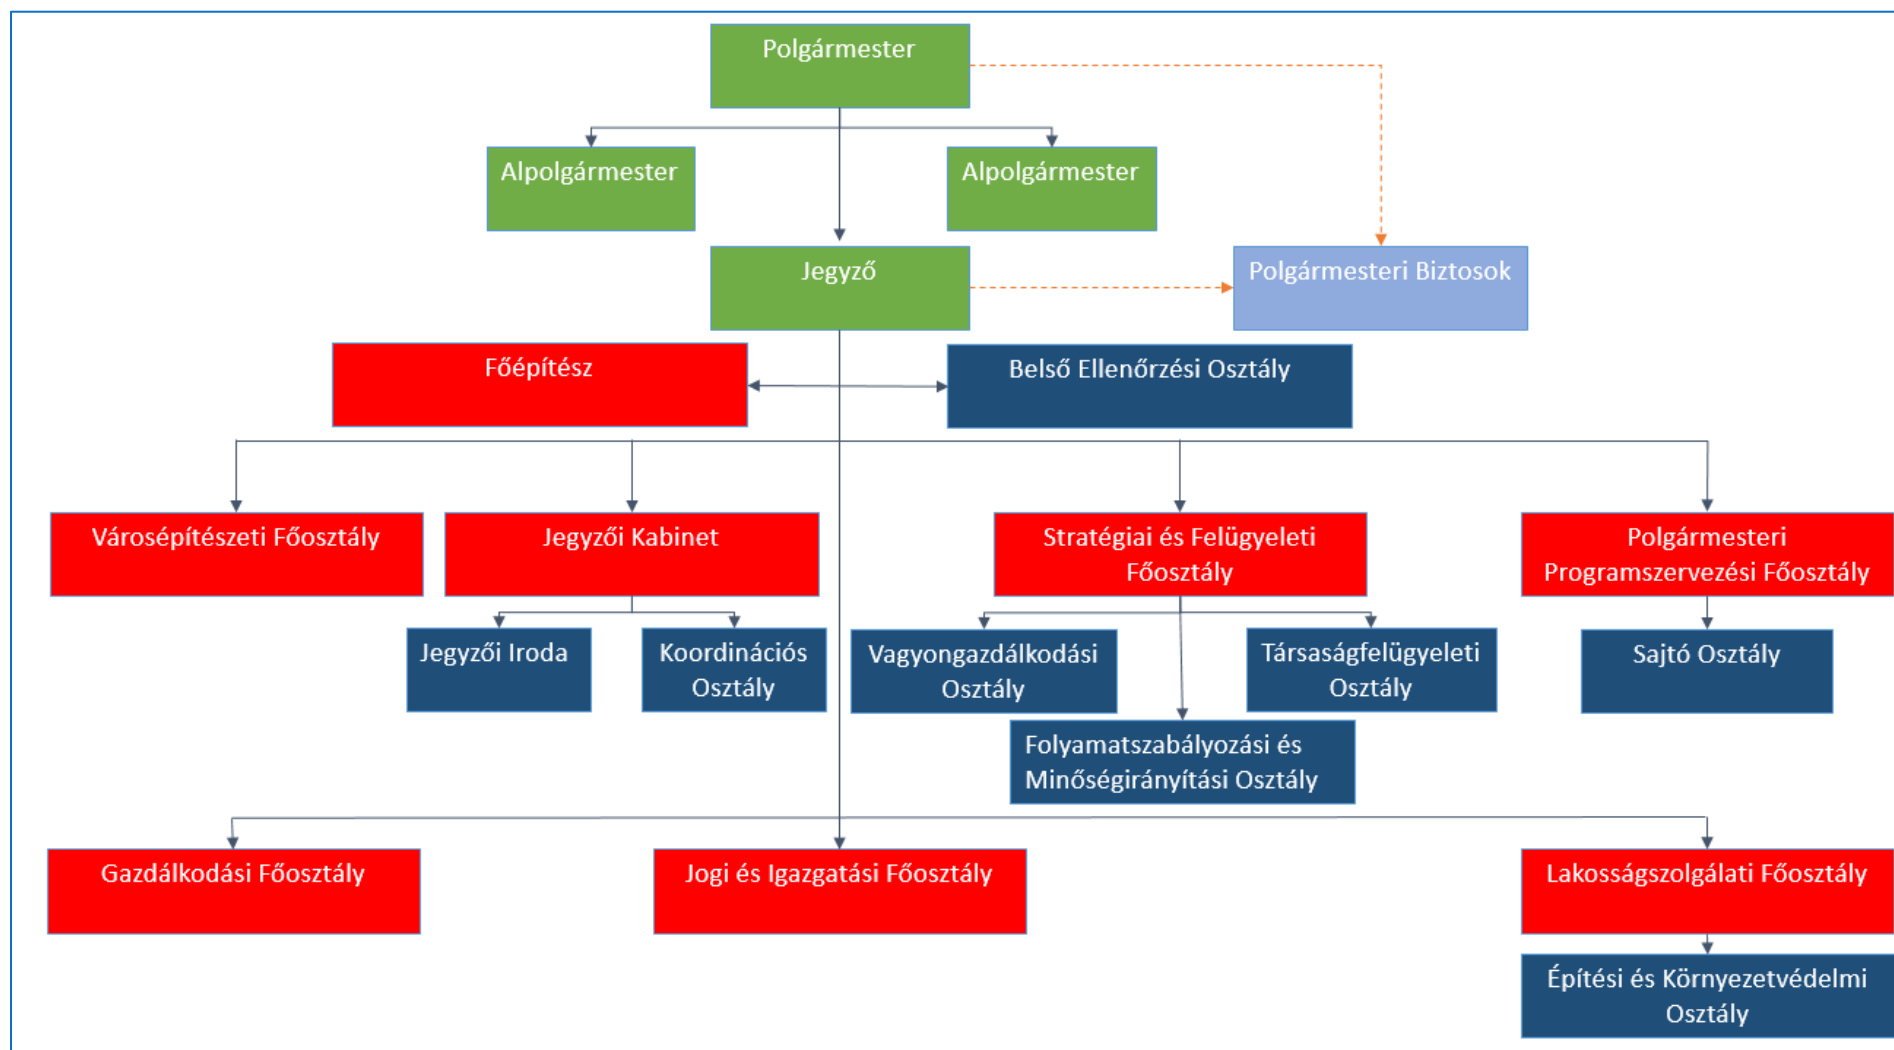 Polgármester
Alpolgármester
Alpolgármester
Jegyző
Polgármesteri Biztosok
Főépítész
Belső Ellenőrzési Osztály
Városépítészeti Főosztály
Jegyzői Kabinet
Stratégiai és Felügyeleti
Főosztály
Polgármesteri
Programszervezési Főosztály
Jegyzői Iroda
Koordinációs
Osztály
Vagyongazdálkodási
Osztály
Társaságfelügyeleti
Osztály
Sajtó Osztály
Folyamatszabályozási és
Minőségirányítási Osztály
Gazdálkodási Főosztály
Jogi és Igazgatási Főosztály
Lakosságszolgálati Főosztály
Építési és Környezetvédelmi
Osztály